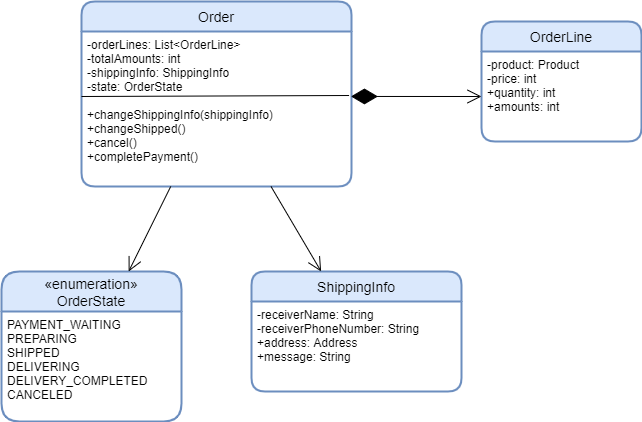 Order
-orderLines: List<OrderLine>
-totalAmounts: int
-shippingInfo: ShippingInfo
-state: OrderState
+changeShippingInfo(shippingInfo)
+changeShipped()
+cancel()
+completePayment()
OrderLine
-product: Product
-price: int
+quantity: int
+amounts: int
«enumeration»
OrderState
PAYMENT_WAITING
PREPARING
SHIPPED
DELIVERING
DELIVERY_COMPLETED
CANCELED
ShippingInfo
-receiverName: String
-receiverPhoneNumber: String
+address: Address
+message: String